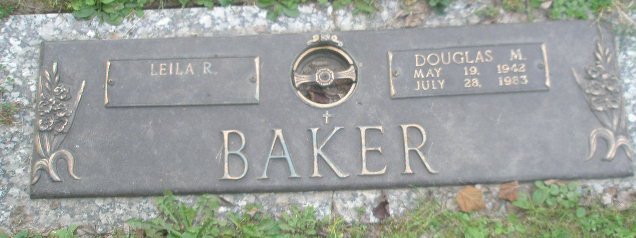 LEILA R.
DOUGLAS M.
MAY 19, 1942
JULY 28, 1983
BAKER